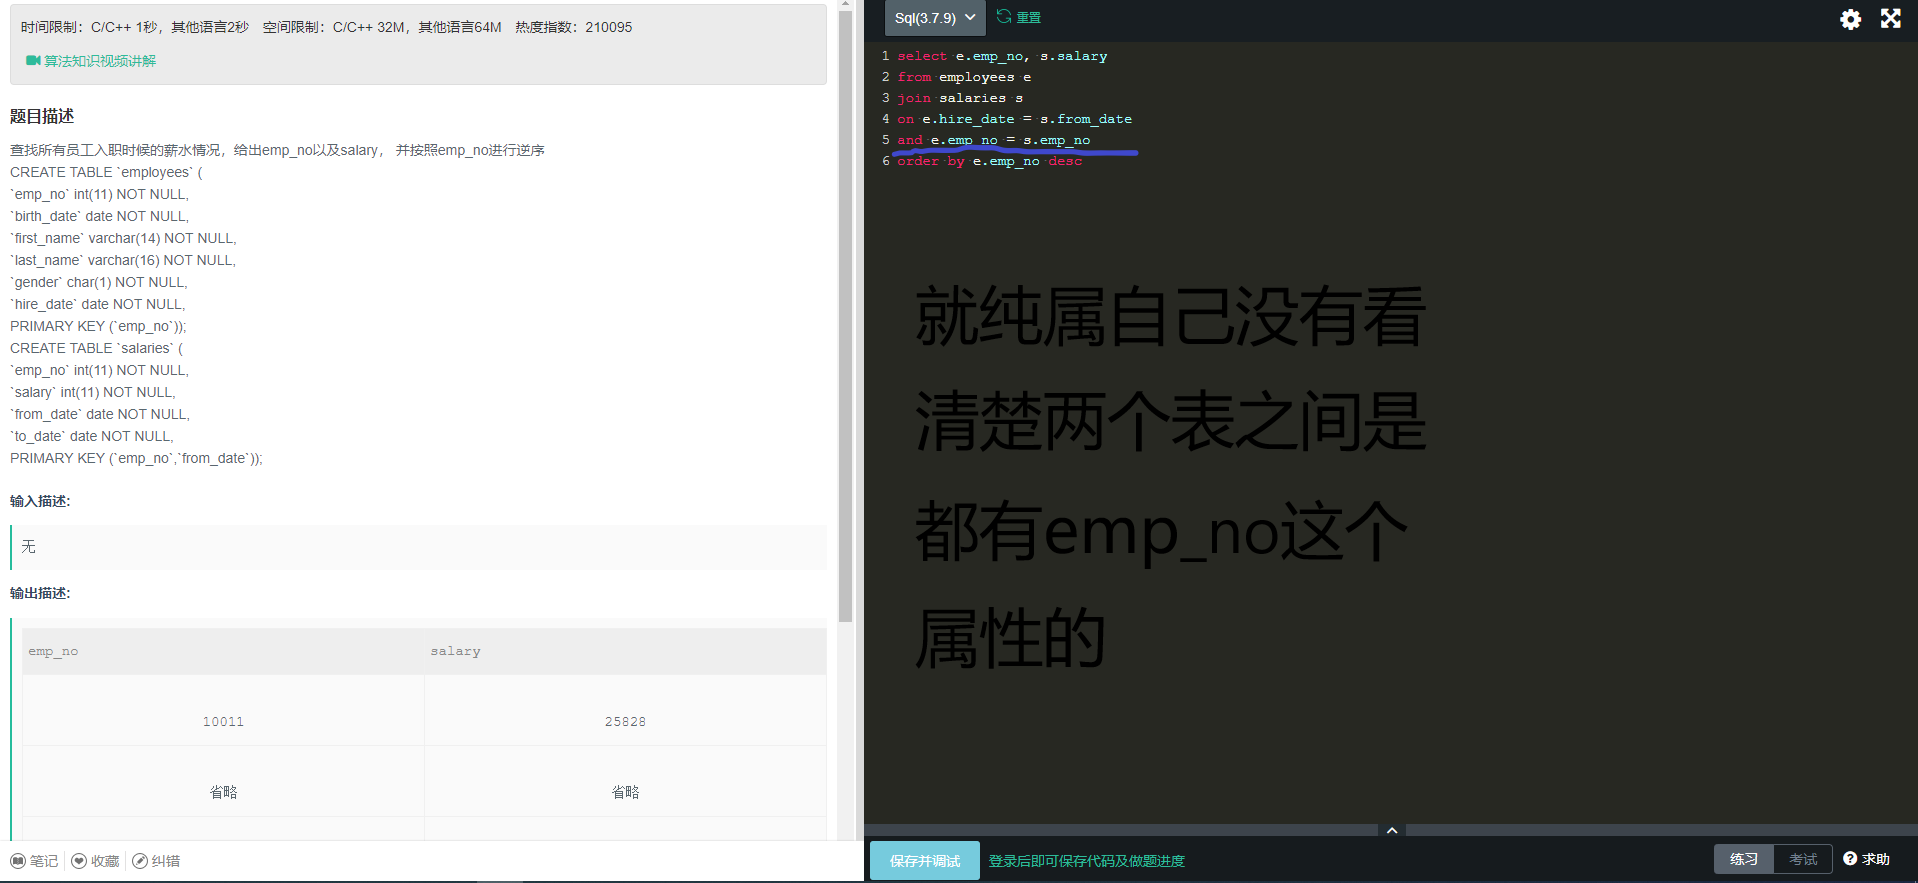 时间限制：C/C++ 1秒，其他语言2秒 空间限制：C/C++ 32M，其他语言64M 热度指数：210095
算法知识视频讲解
题目描述
查找所有员工入职时候的薪水情况，给出emp_no以及salary， 并按照emp_no进行逆序
CREATE TABLE `employees` (
`emp_no` int(11) NOT NULL,
`birth_date` date NOT NULL,
`first_name` varchar(14) NOT NULL,
`last_name` varchar(16) NOT NULL,
`gender` char(1) NOT NULL,
`hire_date` date NOT NULL,
PRIMARY KEY (`emp_no`));
CREATE TABLE `salaries` (
`emp_no` int(11) NOT NULL,
`salary` int(11) NOT NULL,
`from_date` date NOT NULL,
`to_date` date NOT NULL,
PRIMARY KEY (`emp_no`,`from_date`));
输入描述:
无
输出描述:
emp_no salary
10011 25828
省略 省略
笔记 收藏 纠错
Sql(3.7.9) 重置
1 select e.emp_no, s.salary
2 from employees e
3 join salaries s
4 on e.hire_date = s.from_date
5 and e.emp_no = s.emp_no
6 order by e.emp_no desc
就纯属自己没有看
清楚两个表之间是
都有emp_no这个
属性的
保存并调试 登录后即可保存代码及做题进度 练习 考试 求助